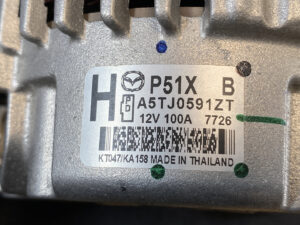 H P51X B
A5TJ0591ZT
12V 100A 7726
KT047/KA158 MADE IN THAILAND